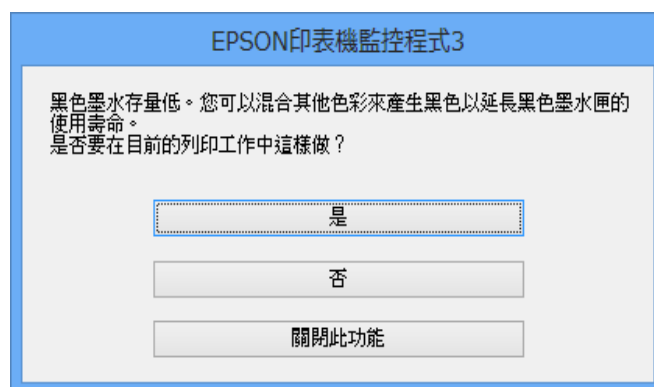 EPSON印表機監控程式3
黑色墨水存量低。您可以混合其他色彩來產生黑色以延長黑色墨水匣的
使用壽命。
是否要在目前的列印工作中這樣做？
是
否
關閉此功能